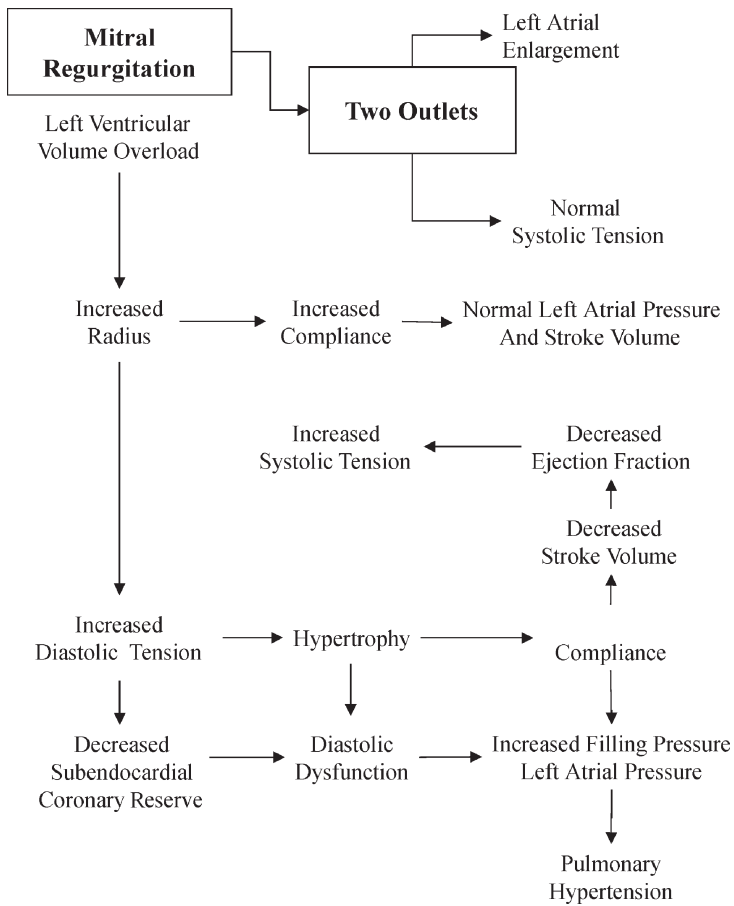 Mitral
Regurgitation
Left Atrial
Enlargement
Two Outlets
Left Ventricular
Volume Overload
Normal
Systolic Tension
Increased
Radius
Increased
Compliance
Normal Left Atrial Pressure
And Stroke Volume
Increased
Systolic Tension
Decreased
Ejection Fraction
Decreased
Stroke Volume
Increased
Diastolic Tension
Hypertrophy
Compliance
Decreased
Subendocardial
Coronary Reserve
Diastolic
Dysfunction
Increased Filling Pressure
Left Atrial Pressure
Pulmonary
Hypertension